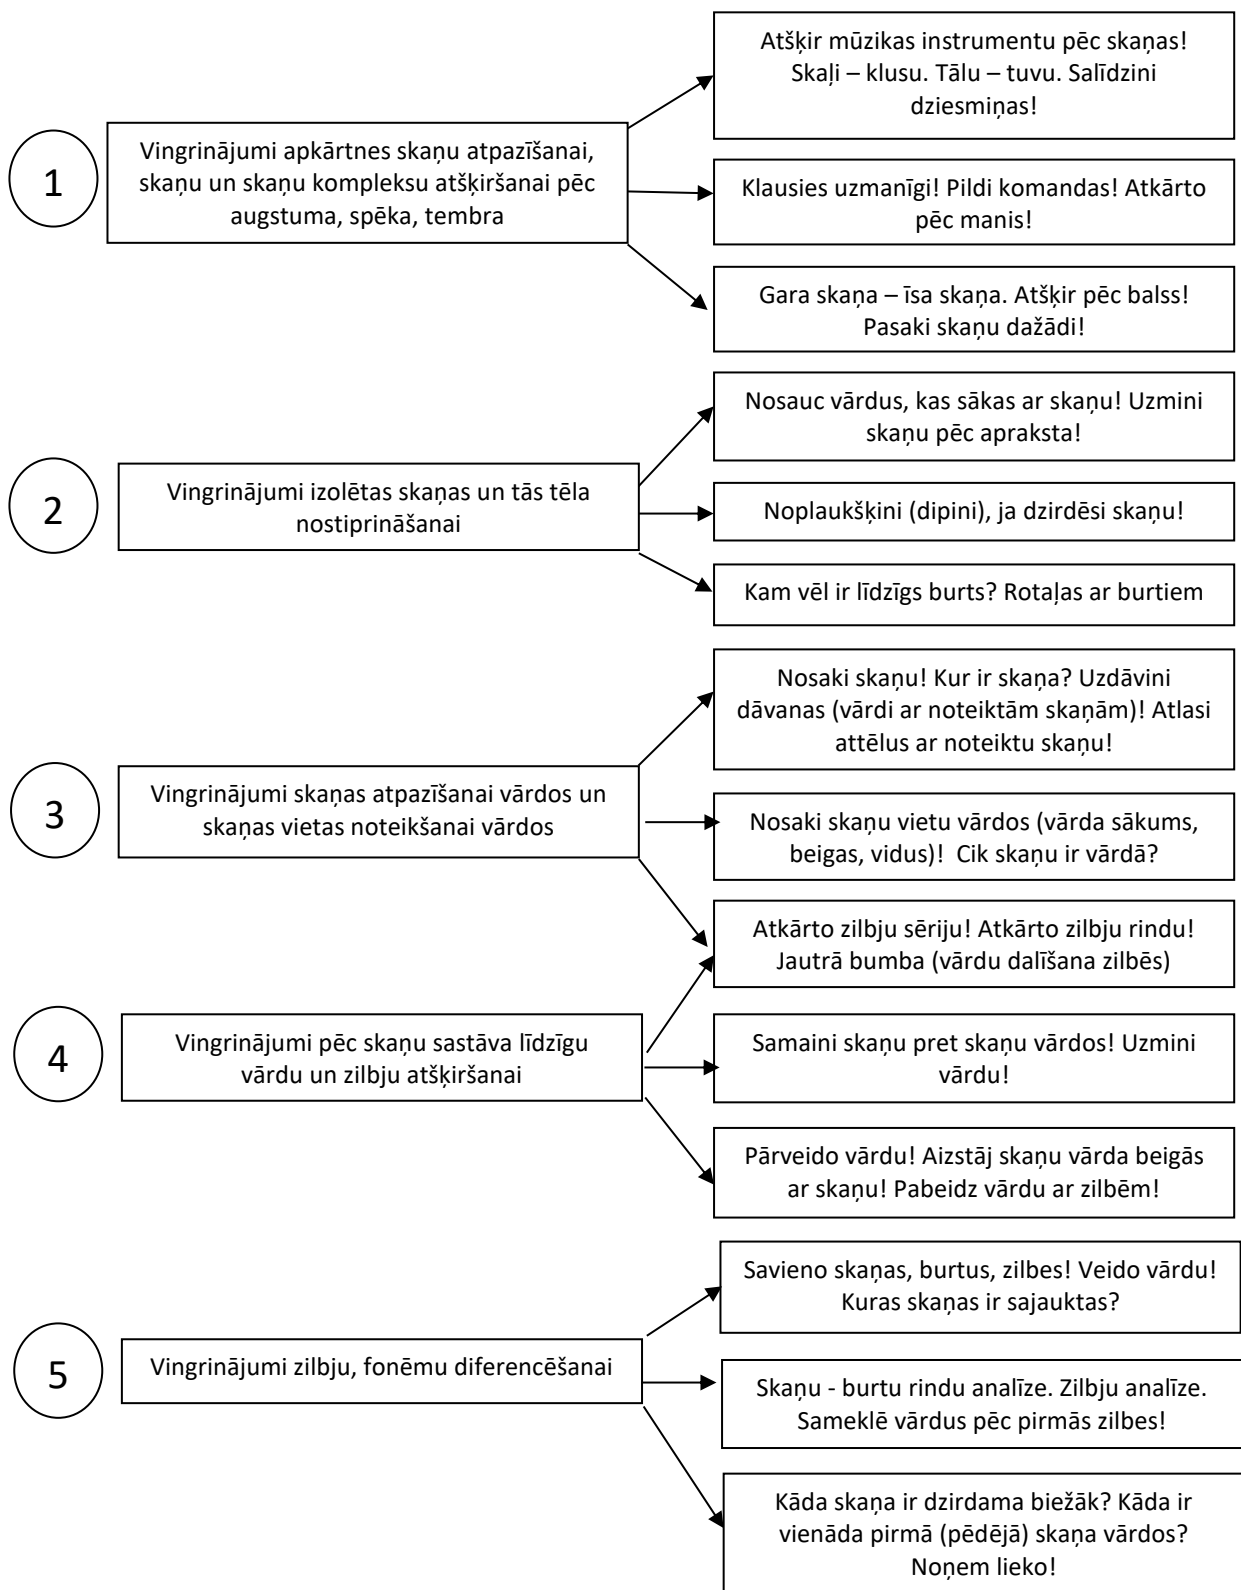 1
Vingrinājumi apkārtnes skaņu atpazīšanai,
skaņu un skaņu kompleksu atšķiršanai pēc
augstuma, spēka, tembra
Atšķir mūzikas instrumentu pēc skaņas!
Skaļi – klusu. Tālu – tuvu. Salīdzini
dziesmiņas!
Klausies uzmanīgi! Pildi komandas! Atkārto
pēc manis!
Gara skaņa – īsa skaņa. Atšķir pēc balss!
Pasaki skaņu dažādi!
2
Vingrinājumi izolētas skaņas un tās tēla
nostiprināšanai
Nosauc vārdus, kas sākas ar skaņu! Uzmini
skaņu pēc apraksta!
Noplaukšķini (dipini), ja dzirdēsi skaņu!
Kam vēl ir līdzīgs burts? Rotaļas ar burtiem
3
Vingrinājumi skaņas atpazīšanai vārdos un
skaņas vietas noteikšanai vārdos
Nosaki skaņu! Kur ir skaņa? Uzdāvini
dāvanas (vārdi ar noteiktām skaņām)! Atlasi
attēlus ar noteiktu skaņu!
Nosaki skaņu vietu vārdos (vārda sākums,
beigas, vidus)! Cik skaņu ir vārdā?
Atkārto zilbju sēriju! Atkārto zilbju rindu!
Jautrā bumba (vārdu dalīšana zilbēs)
4
Vingrinājumi pēc skaņu sastāva līdzīgu
vārdu un zilbju atšķiršanai
Samaini skaņu pret skaņu vārdos! Uzmini
vārdu!
Pārveido vārdu! Aizstāj skaņu vārda beigās
ar skaņu! Pabeidz vārdu ar zilbēm!
5
Vingrinājumi zilbju, fonēmu diferencēšanai
Savieno skaņas, burtus, zilbes! Veido vārdu!
Kuras skaņas ir sajauktas?
Skaņu - burtu rindu analīze. Zilbju analīze.
Sameklē vārdus pēc pirmās zilbes!
Kāda skaņa ir dzirdama biežāk? Kāda ir
vienāda pirmā (pēdējā) skaņa vārdos?
Noņem lieko!